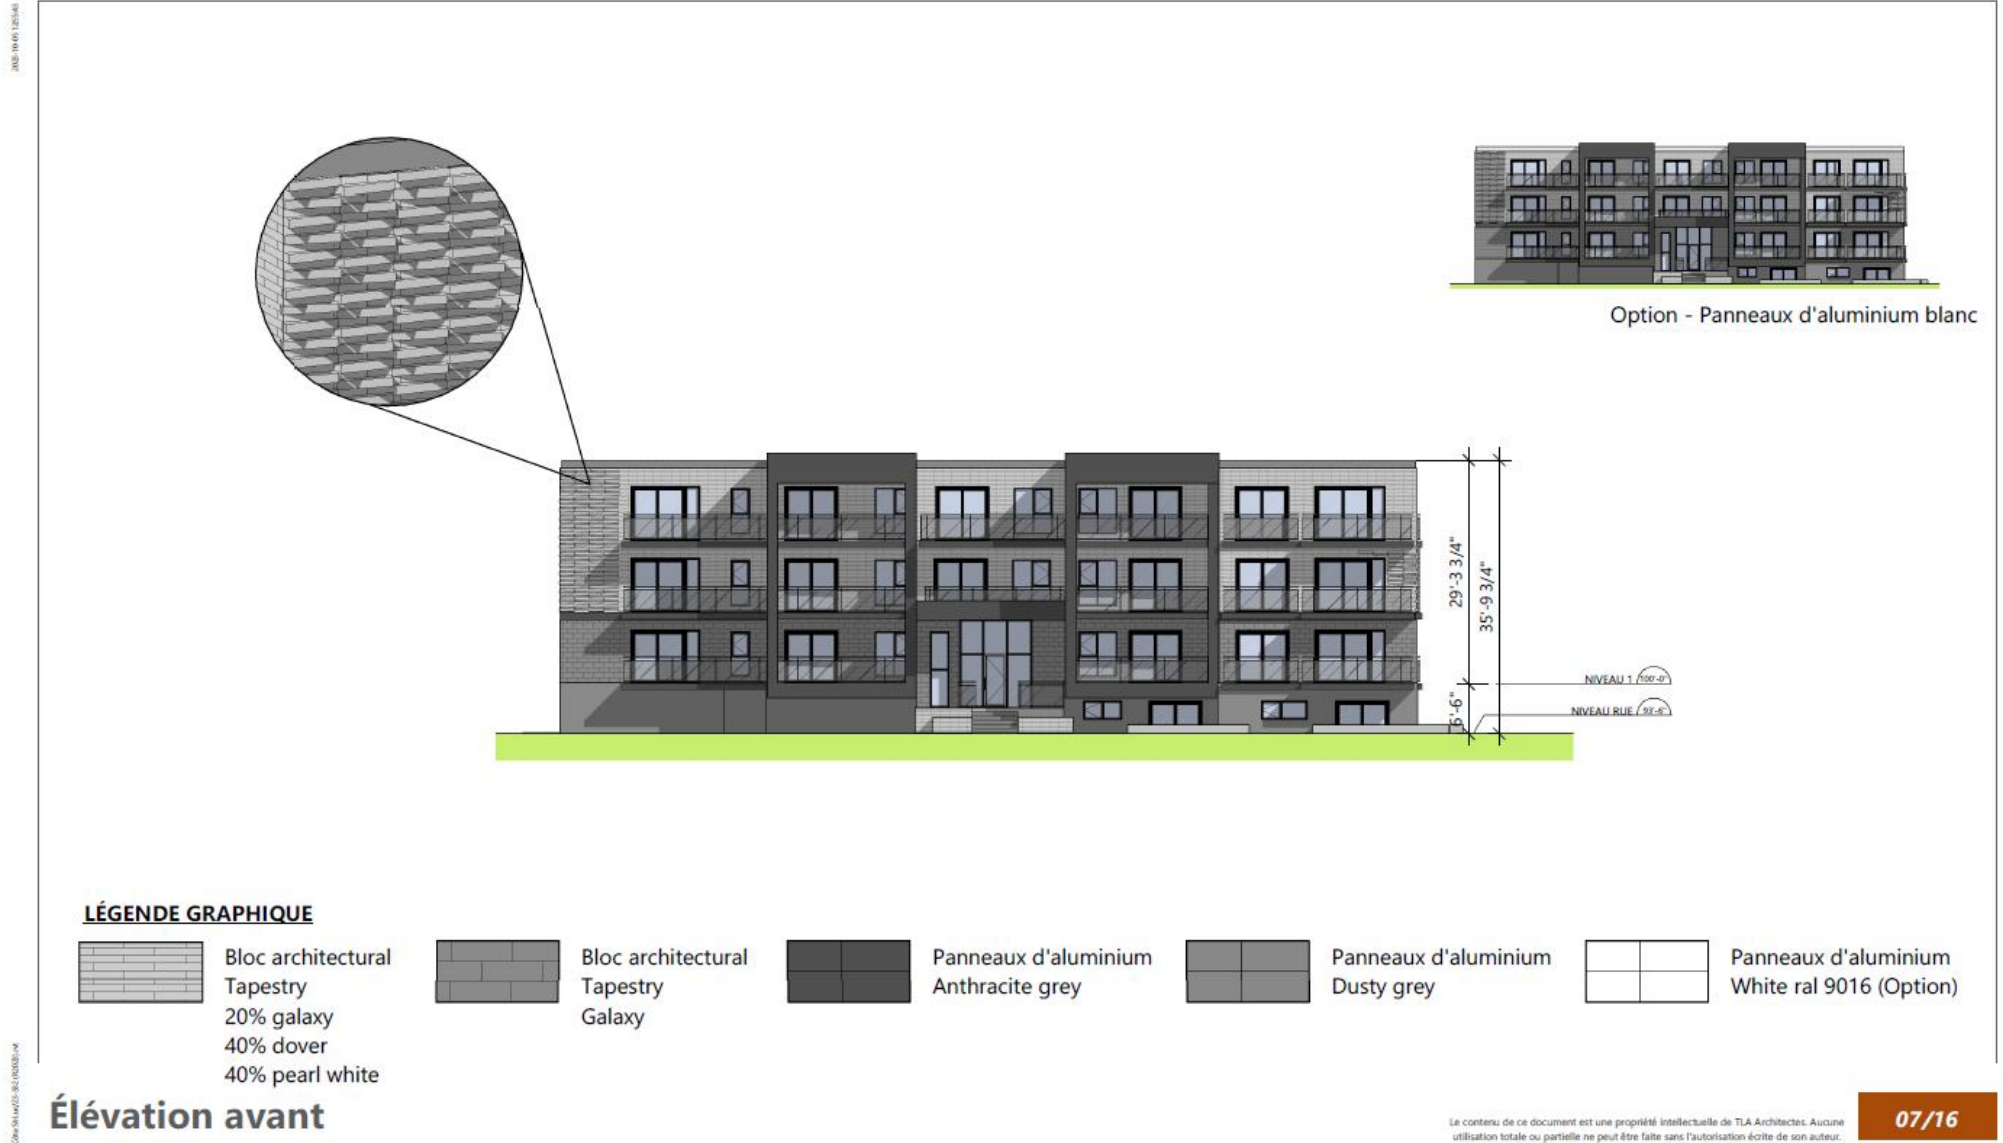 Option - Panneaux d'aluminium blanc
29'-3 3/4"
35'-9 3/4"
6'-6"
NIVEAU 1
100'-0"
NIVEAU RUE
93'-6"
LÉGENDE GRAPHIQUE
Bloc architectural
Tapestry
20% galaxy
40% dover
40% pearl white
Bloc architectural
Tapestry
Galaxy
Panneaux d'aluminium
Anthracite grey
Panneaux d'aluminium
Dusty grey
Panneaux d'aluminium
White ral 9016 (Option)
Élévation avant
Le contenu de ce document est une propriété intellectuelle de TLA Architectes. Aucune
utilisation totale ou partielle ne peut être faite sans l'autorisation écrite de son auteur.
07/16